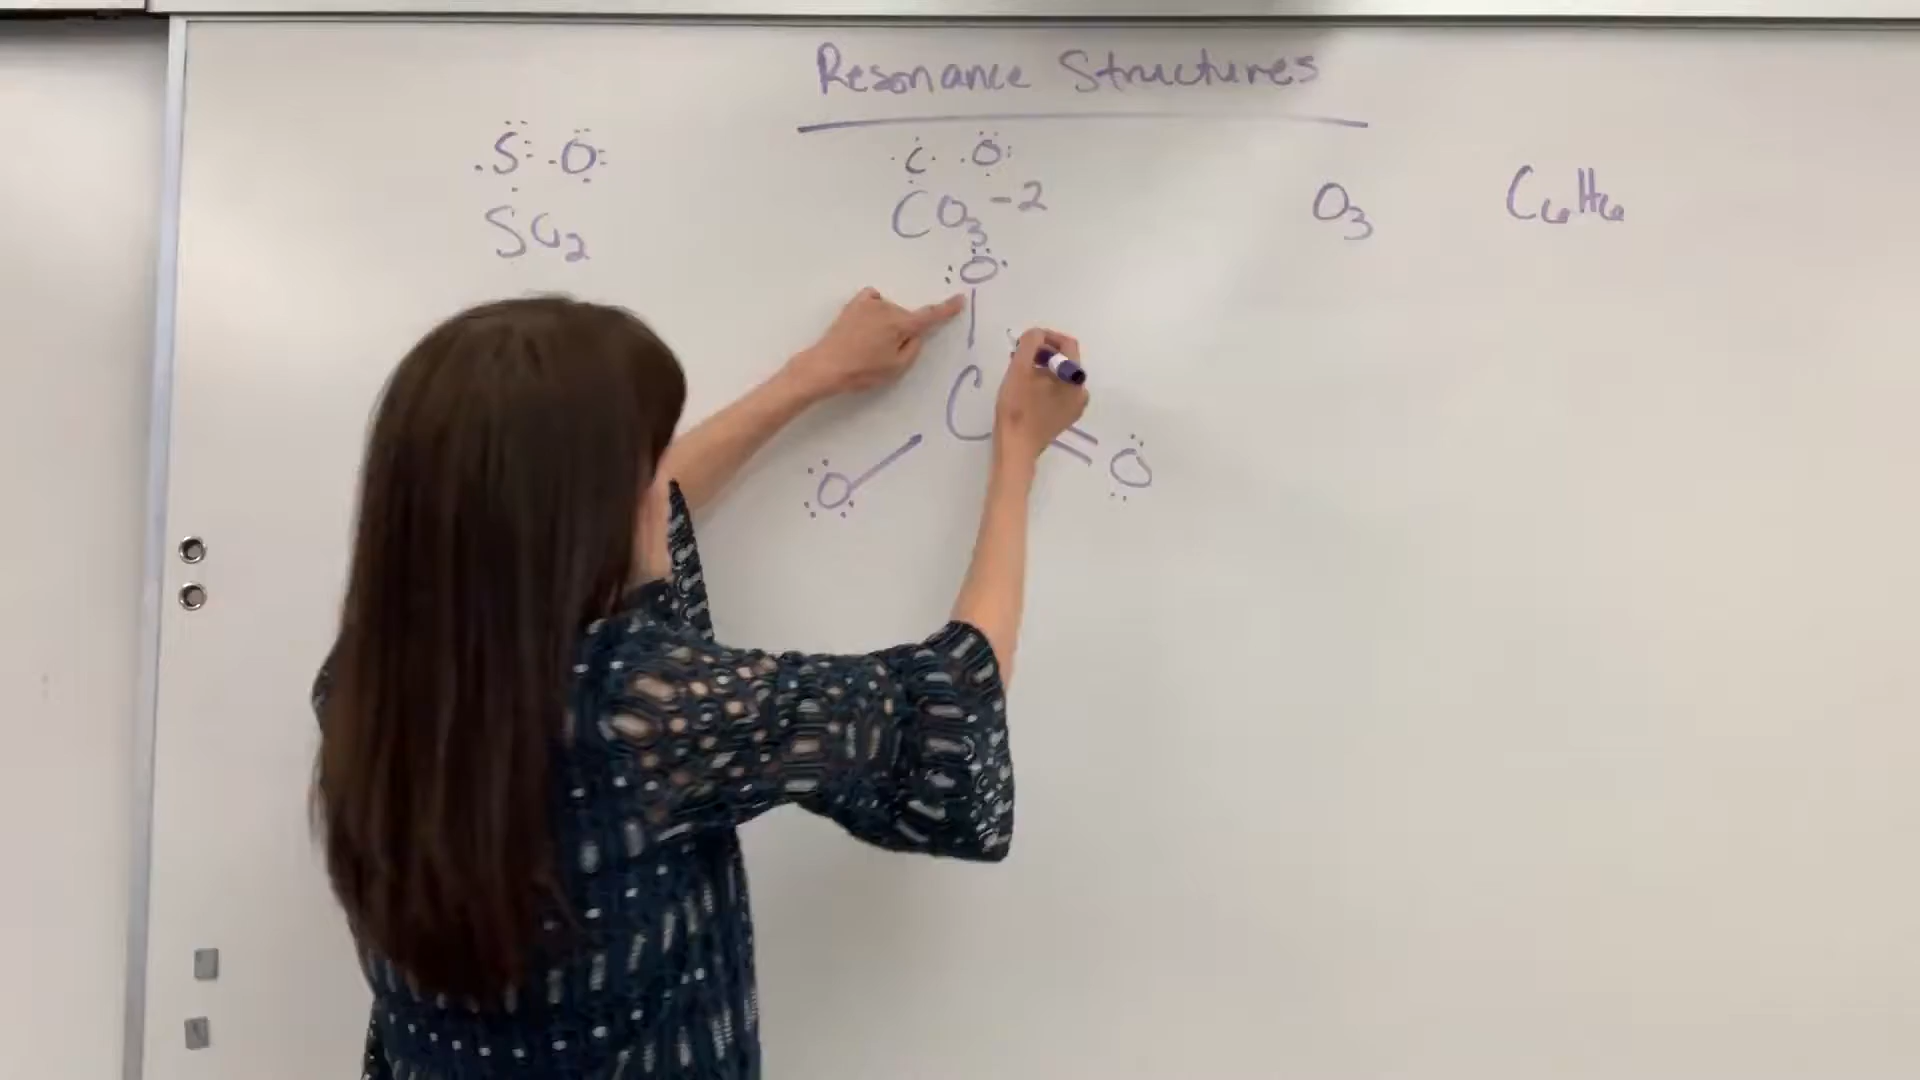 Resonance Structures
S O
C O
SO2
CO3-2
O3
C6H6
O
C
O
O